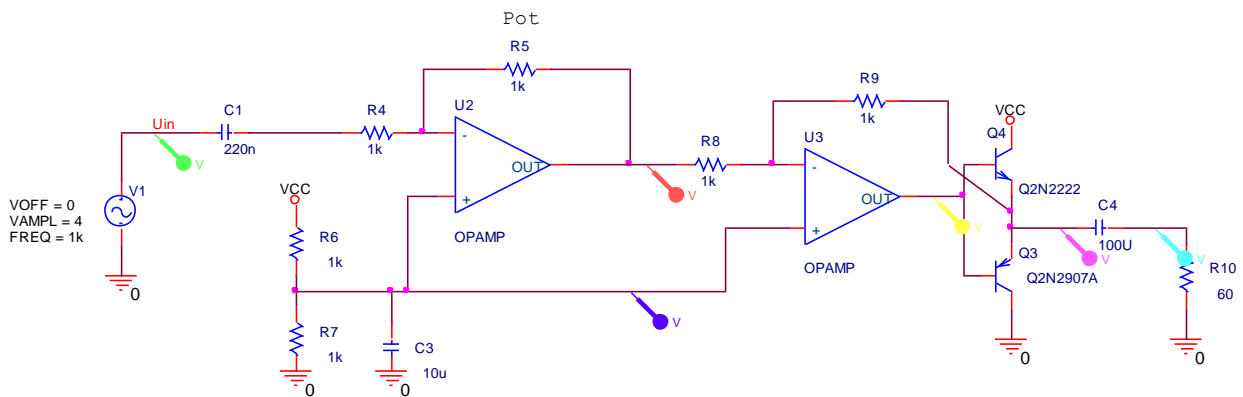 Pot
R5
1k
R9
1k
VCC
C1
220n
R4
1k
U2
-
+
OUT
OPAMP
R8
1k
U3
-
+
OUT
OPAMP
Q4
Q2N2222
Uin
V
V1
VOFF = 0
VAMPL = 4
FREQ = 1k
0
VCC
R6
1k
R7
1k
0
C3
10u
0
V
V
V
C4
100U
V
V
Q3
Q2N2907A
0
R10
60
0